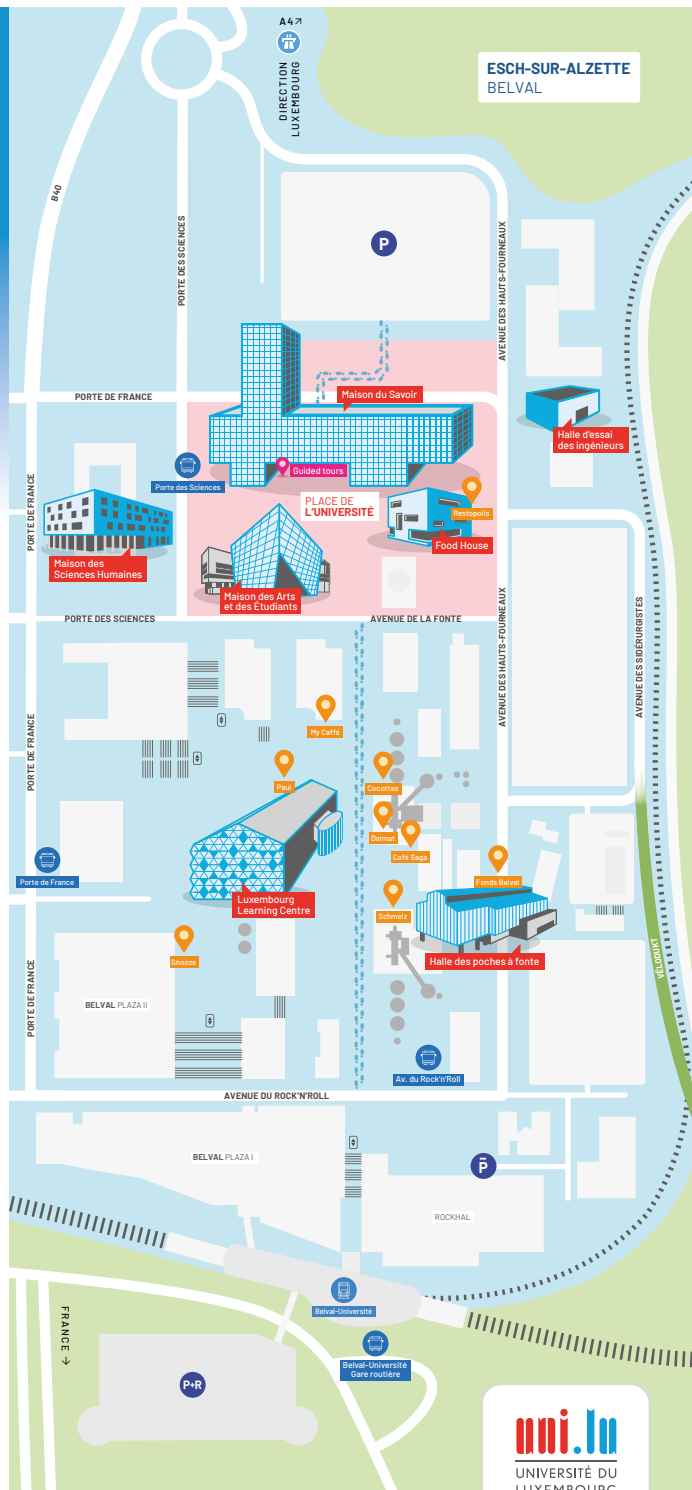 A4↗
DIRECTION
LUXEMBOURG
ESCH-SUR-ALZETTE
BELVAL
B40
PORTE DES SCIENCES
P
AVENUE DES HAUTS-FOURNEAUX
PORTE DE FRANCE
Maison du Savoir
Halle d'essai
des ingénieurs
Porte des Sciences
Guided tours
PLACE DE
L'UNIVERSITÉ
Restopolis
Food House
PORTE DE FRANCE
Maison des
Sciences Humaines
Maison des Arts
et des Étudiants
PORTE DES SCIENCES
AVENUE DE LA FONTE
AVENUE DES HAUTS-FOURNEAUX
AVENUE DES SIDÉRURGISTES
PORTE DE FRANCE
My Caffé
Paul
Cocottes
Dalmat
Café Saga
Porte de France
Fonds Belval
Luxembourg
Learning Centre
Schmelz
Snooze
Halle des poches à fonte
VÉLODUKT
PORTE DE FRANCE
BELVAL PLAZA II
Av. du Rock'n'Roll
AVENUE DU ROCK'N'ROLL
BELVAL PLAZA I
P
ROCKHAL
Belval-Université
FRANCE →
Belval-Université
Gare routière
P+R
uni.lu
UNIVERSITÉ DU
LUXEMBOURG